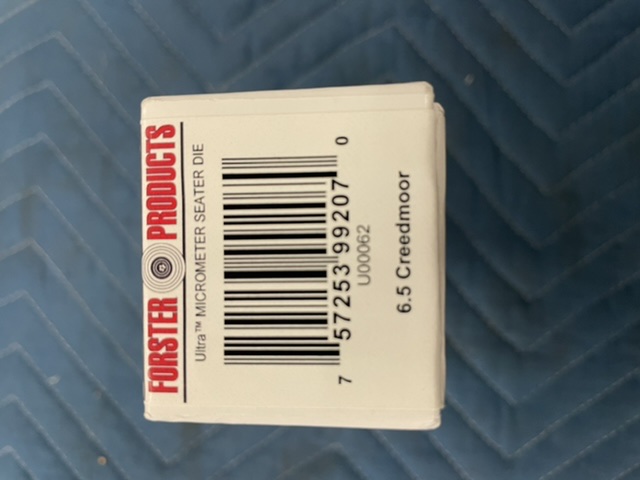 FORSTER PRODUCTS
Ultra™ MICROMETER SEATER DIE
7 57253 99207 0
U00062
6.5 Creedmoor